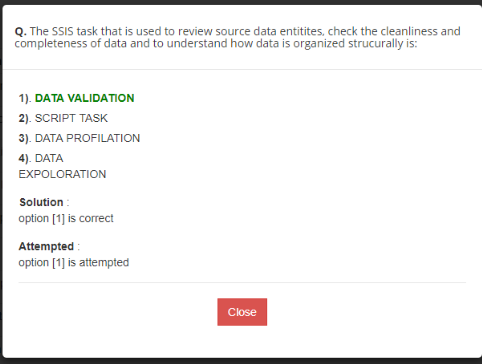 Q. The SSIS task that is used to review source data entitites, check the cleanliness and
completeness of data and to understand how data is organized strucurally is:
1). DATA VALIDATION
2). SCRIPT TASK
3). DATA PROFILATION
4). DATA
EXPOLORATION
Solution :
option [1] is correct
Attempted :
option [1] is attempted
Close